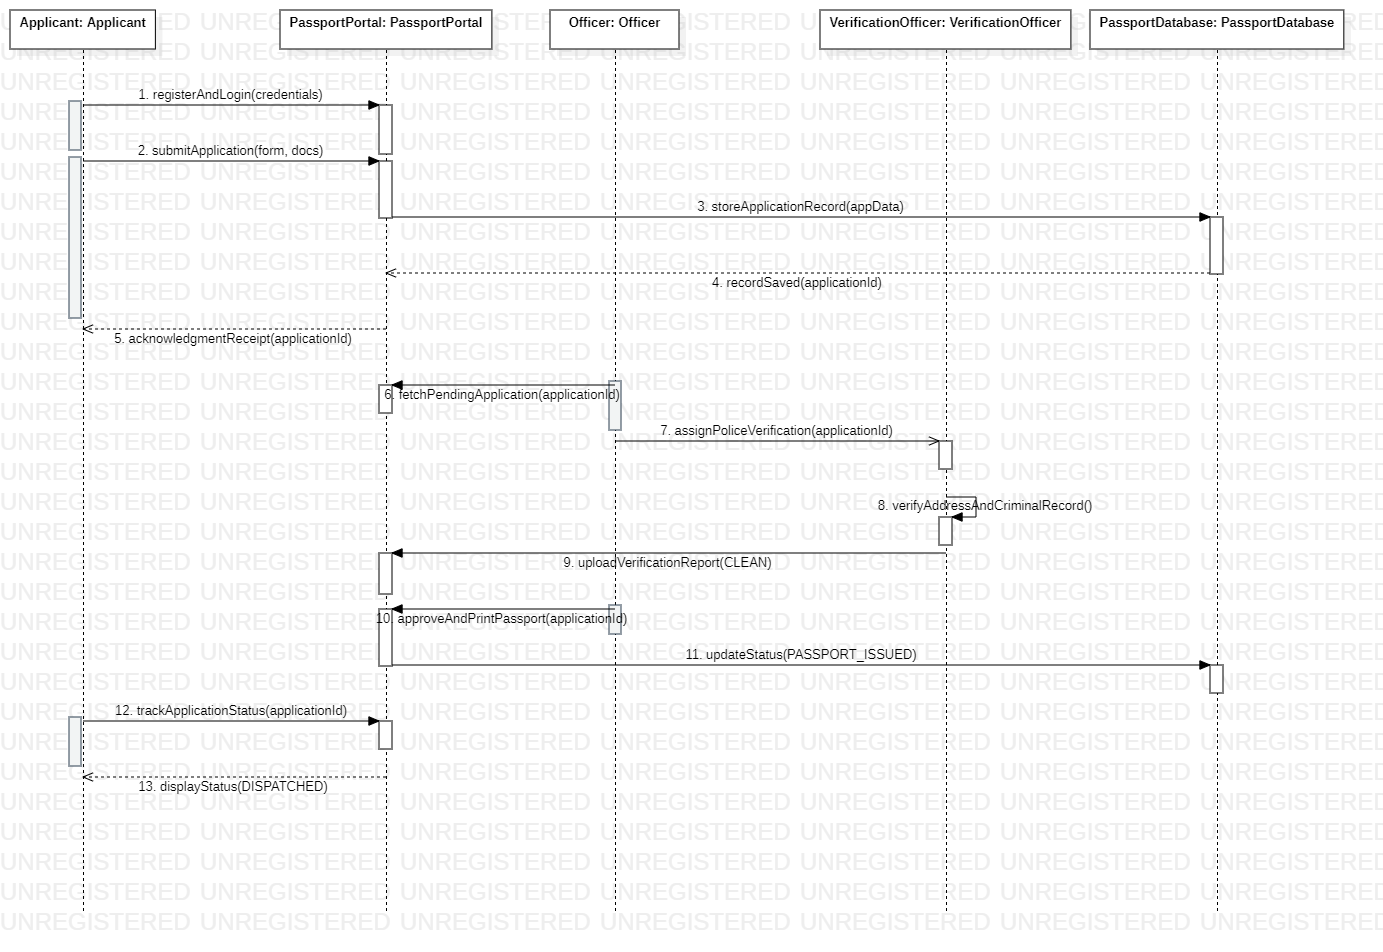 Applicant: Applicant
PassportPortal: PassportPortal
Officer: Officer
VerificationOfficer: VerificationOfficer
PassportDatabase: PassportDatabase
1. registerAndLogin(credentials)
2. submitApplication(form, docs)
3. storeApplicationRecord(appData)
4. recordSaved(applicationId)
5. acknowledgmentReceipt(applicationId)
6. fetchPendingApplication(applicationId)
7. assignPoliceVerification(applicationId)
8. verifyAddressAndCriminalRecord()
9. uploadVerificationReport(CLEAN)
10. approveAndPrintPassport(applicationId)
11. updateStatus(PASSPORT_ISSUED)
12. trackApplicationStatus(applicationId)
13. displayStatus(DISPATCHED)
UNREGISTERED